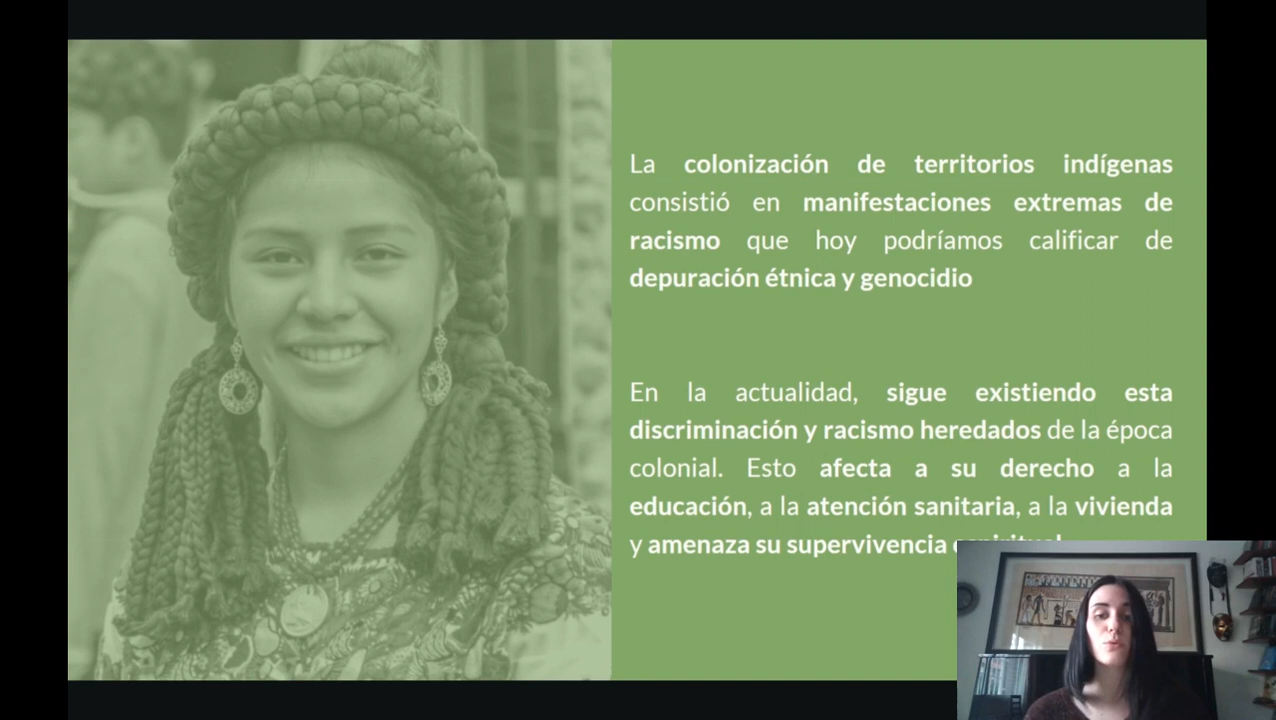 La colonización de territorios indígenas
consistió en manifestaciones extremas de
racismo que hoy podríamos calificar de
depuración étnica y genocidio
En la actualidad, sigue existiendo esta
discriminación y racismo heredados de la época
colonial. Esto afecta a su derecho a la
educación, a la atención sanitaria, a la vivienda
y amenaza su supervivencia